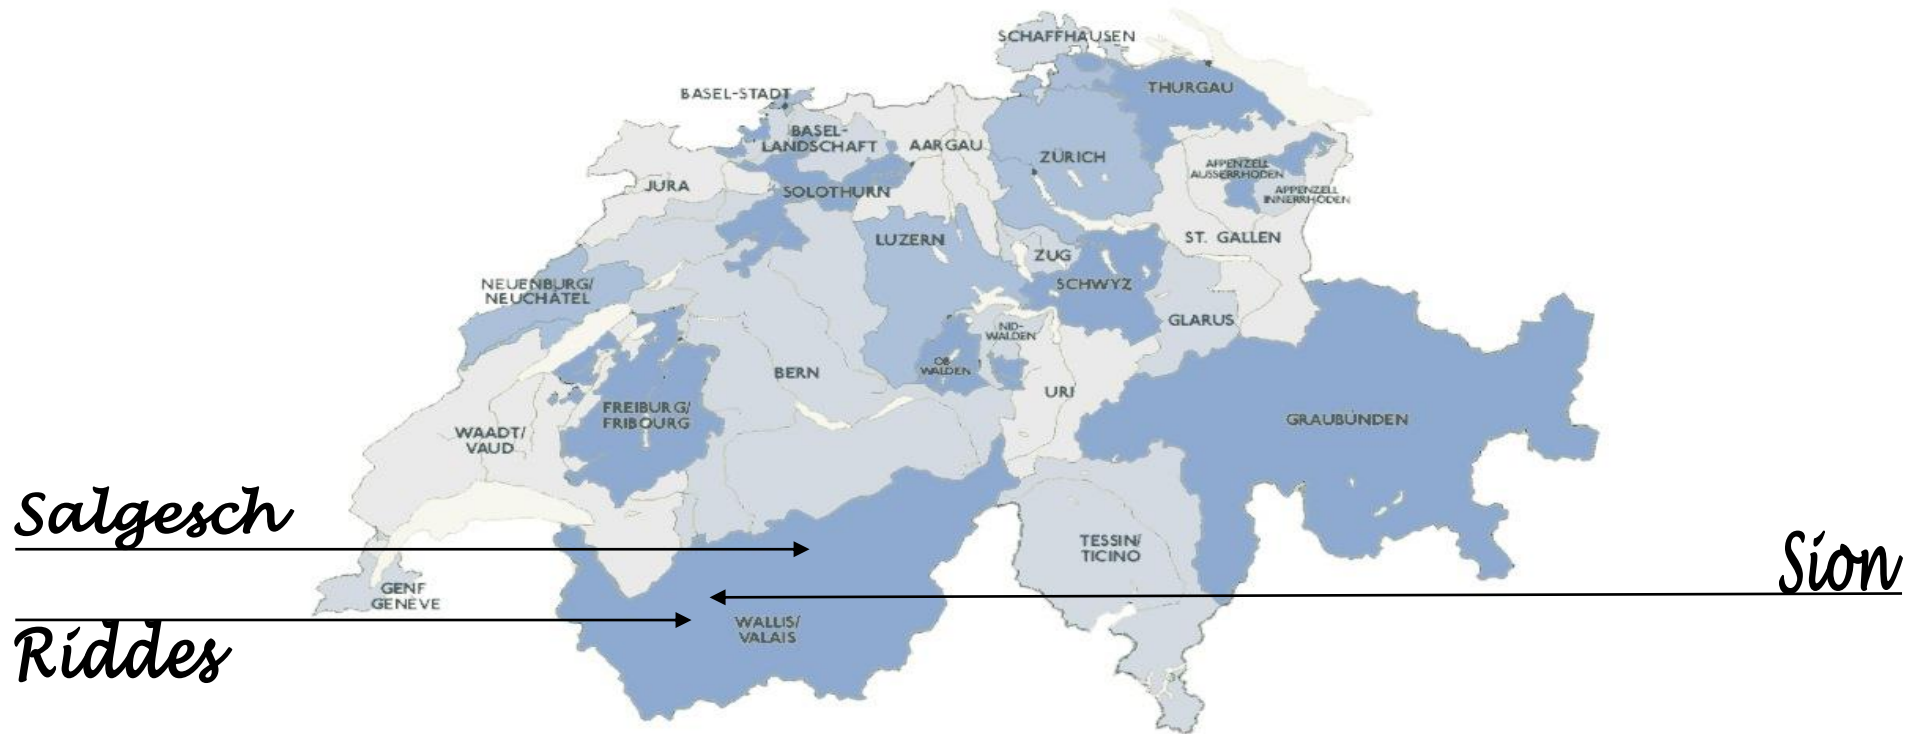 SCHAFFHAUSEN
THURGAU
BASEL-STADT
BASEL-
LANDSCHAFT
AARGAU
ZÜRICH
JURA
SOLOTHURN
APPENZELL
AUSSERRHODEN
APPENZELL
INNERRHODEN
LUZERN
ST. GALLEN
ZUG
SCHWYZ
NEUENBURG/
NEUCHÂTEL
GLARUS
NID-
WALDEN
OB
WALDEN
BERN
URI
FREIBURG/
FRIBOURG
GRAUBÜNDEN
WAADT/
VAUD
Salgesch
TESSIN/
TICINO
Sion
GENF
GENÈVE
WALLIS/
VALAIS
Riddes